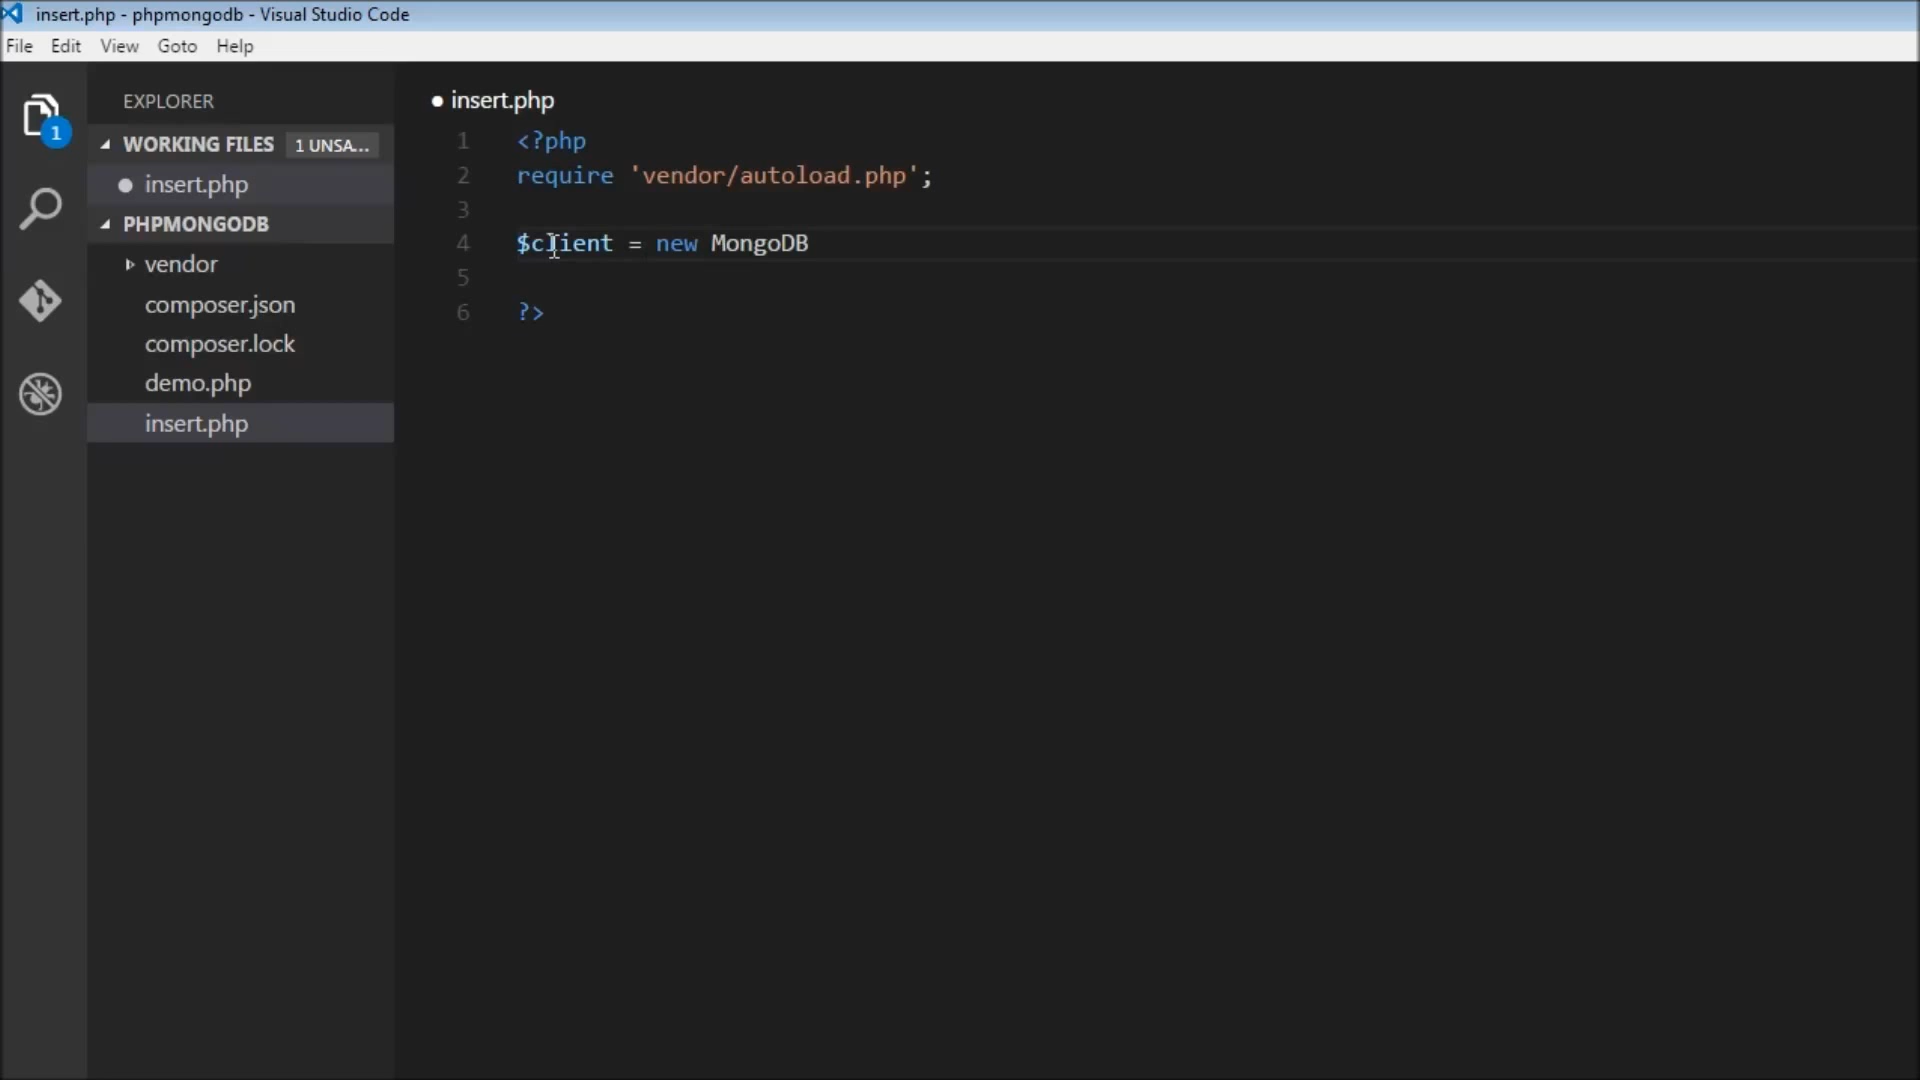 insert.php - phpmongodb - Visual Studio Code
File Edit View Goto Help
1
EXPLORER
WORKING FILES 1 UNSA...
insert.php
PHPMONGODB
vendor
composer.json
composer.lock
demo.php
insert.php
insert.php
1 <?php
2 require 'vendor/autoload.php';
3
4 $client = new MongoDB
5
6 ?>